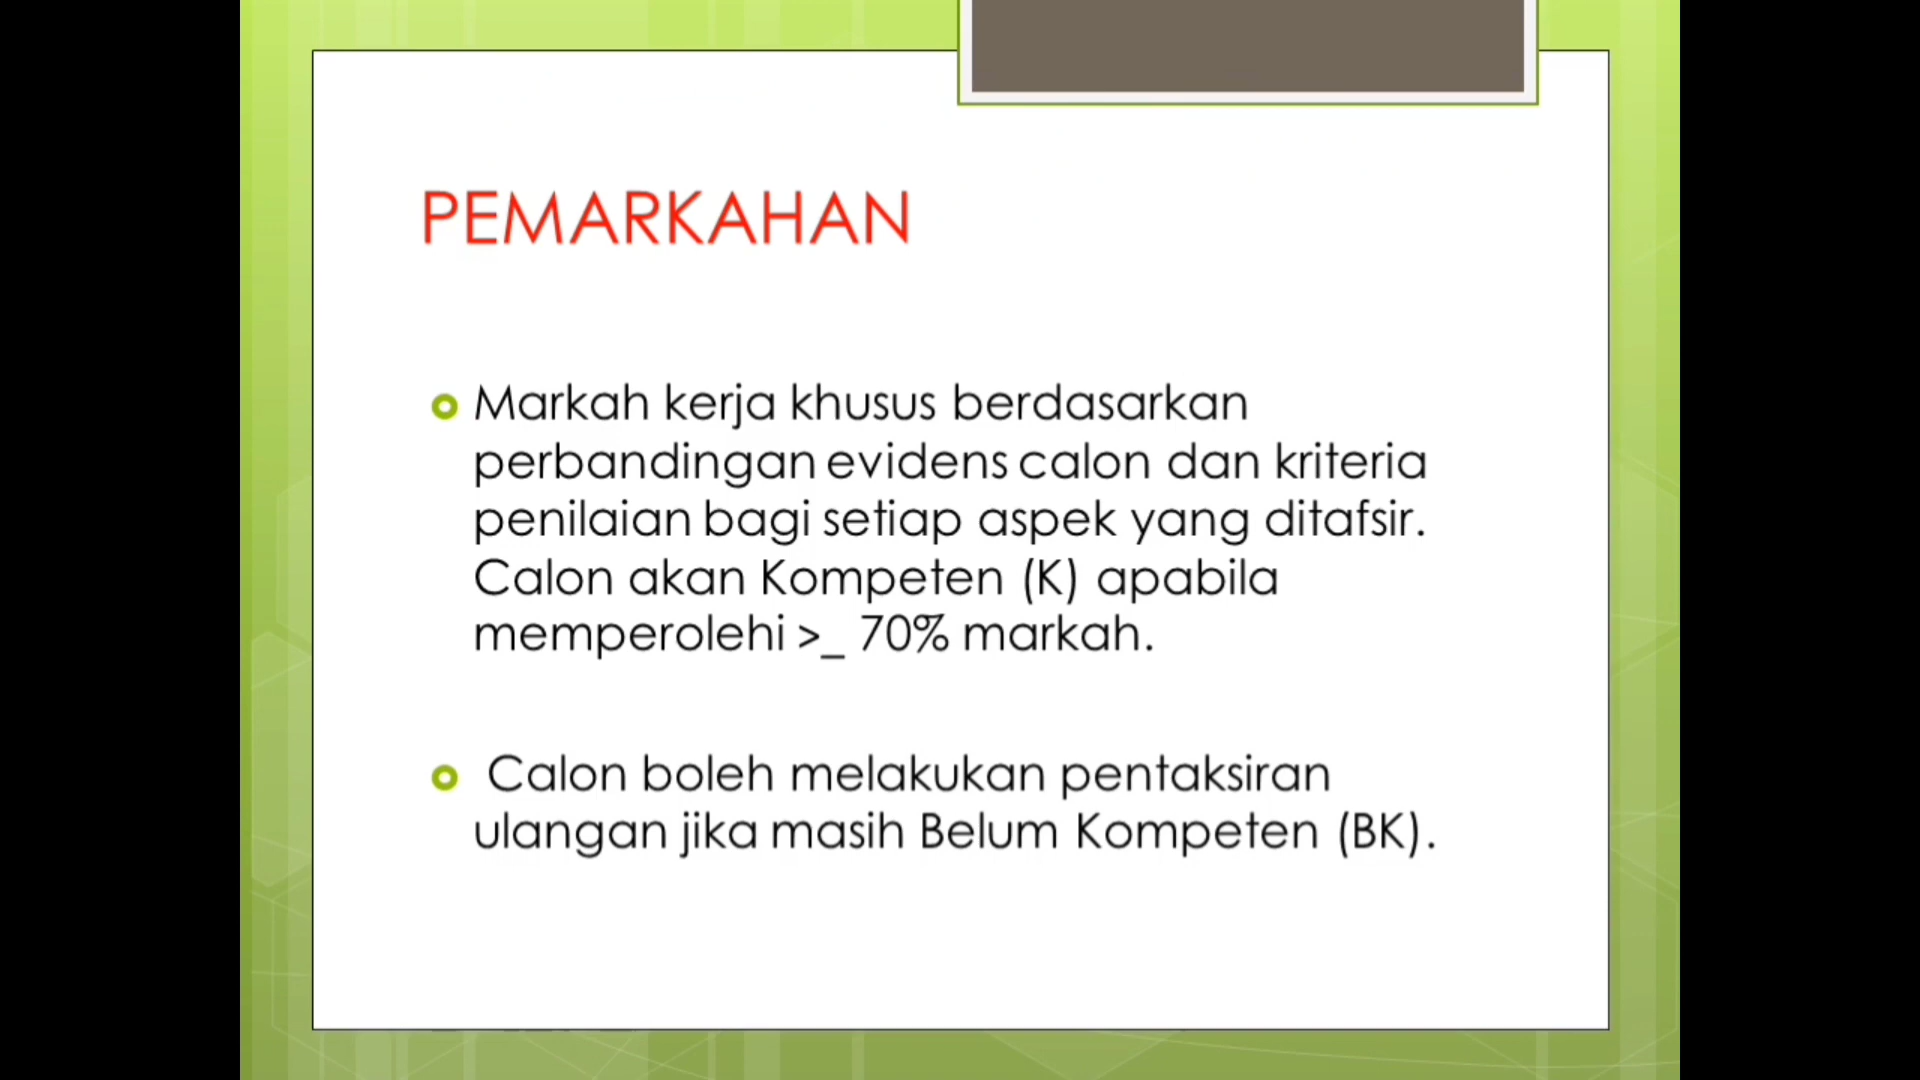 PEMARKAHAN
Markah kerja khusus berdasarkan
perbandingan evidens calon dan kriteria
penilaian bagi setiap aspek yang ditafsir.
Calon akan Kompeten (K) apabila
memperolehi >_ 70% markah.
Calon boleh melakukan pentaksiran
ulangan jika masih Belum Kompeten (BK).